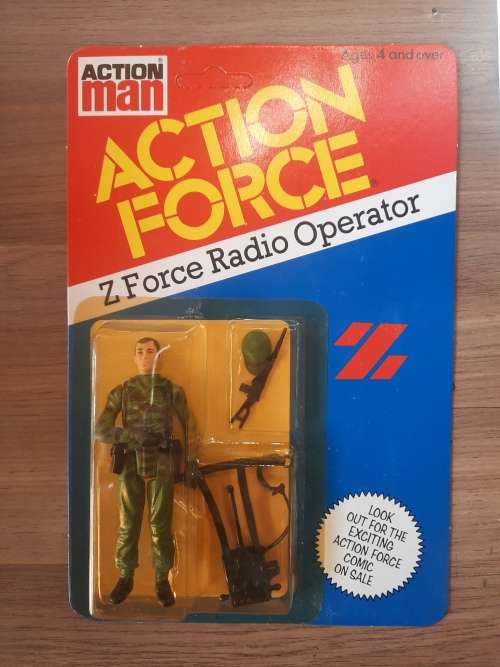 ACTION
man
Ages 4 and over
ACTION
FORCE
Z Force Radio Operator
Z
LOOK
OUT FOR THE
EXCITING
ACTION FORCE
COMIC
ON SALE